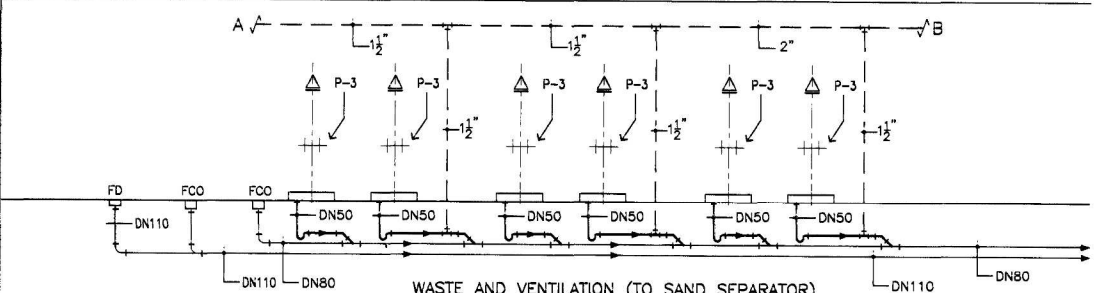 A B
1½" 1½" 2"
P-3 P-3 P-3 P-3 P-3 P-3
1½" 1½" 1½"
FD FCO FCO
DN50 DN50 DN50 DN50 DN50 DN50
DN110
DN110 DN80 DN110 DN80
WASTE AND VENTILATION (TO SAND SEPARATOR)